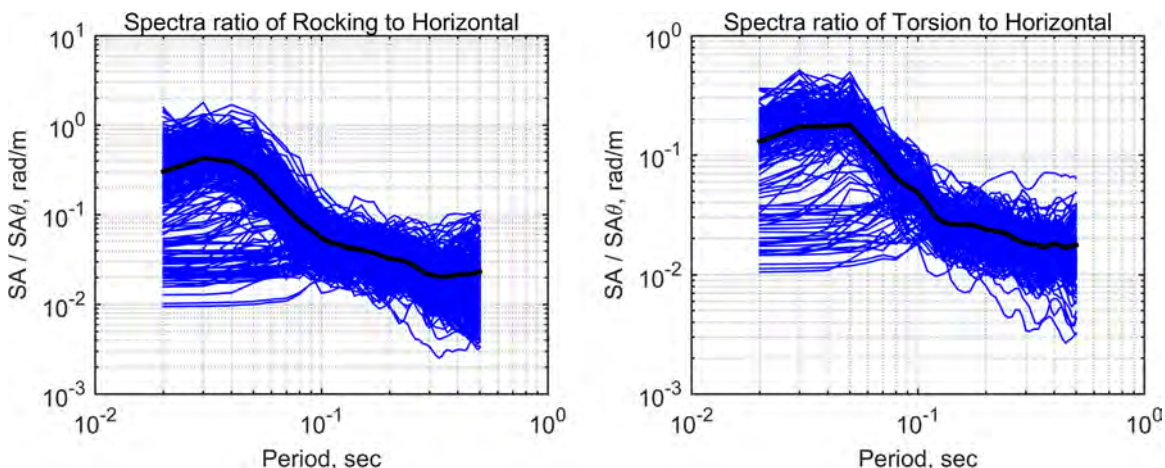 Spectra ratio of Rocking to Horizontal
10^1
10^0
10^-1
10^-2
10^-3
SA / SAθ, rad/m
10^-2
10^-1
10^0
Period, sec
Spectra ratio of Torsion to Horizontal
10^0
10^-1
10^-2
10^-3
SA / SAθ, rad/m
10^-2
10^-1
10^0
Period, sec